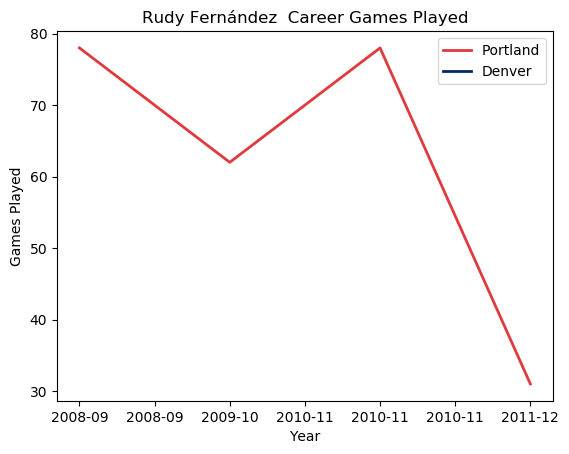 Rudy Fernández  Career Games Played
Portland
Denver
Games Played
80
70
60
50
40
30
2008-09 2008-09 2009-10 2010-11 2010-11 2010-11 2011-12
Year